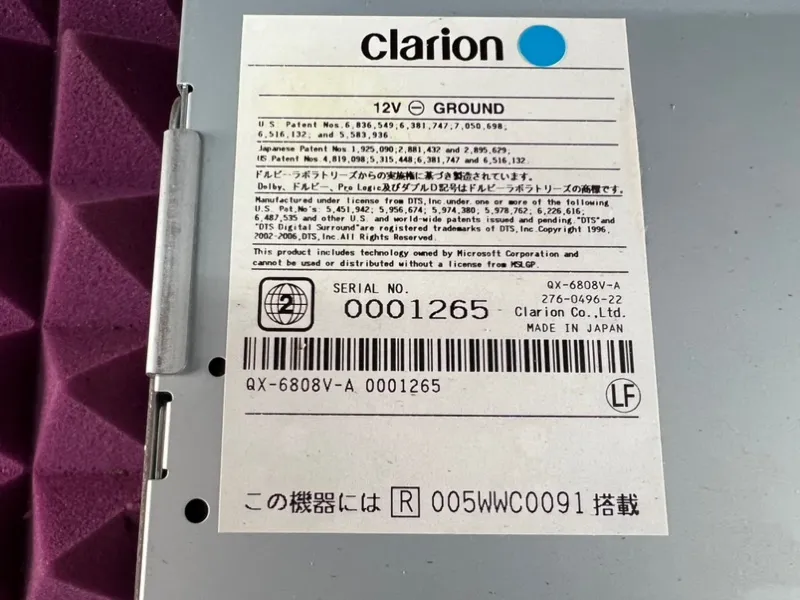 clarion
12V ⊖ GROUND
U.S. Patent Nos.6,836,549;6,381,747;7,050,698;
6,516,132; and 5,583,936.
Japanese Patent Nos.1,925,090;2,881,432 and 2,895,629,
US Patent Nos.4,819,098;5,315,448;6,381,747 and 6,516,132.
ドルビーラボラトリーズからの実施権に基づき製造されています。
Dolby、ドルビー、Pro Logic及びダブルD記号はドルビーラボラトリーズの商標です。
Manufactured under license from DTS,Inc.under.one or more of the following
U.S. Pat.No's: 5,451,942; 5,956,674; 5,974,380; 5,978,762; 6,226,616;
6,487,535 and other U.S. and world-wide patents issued and pending."DTS"and
"DTS Digital Surround"are registered trademarks of DTS,Inc.Copyright 1996,
2002-2006,DTS,Inc.All Rights Reserved.
This product includes technology owned by Microsoft Corporation and
cannot be used or distributed without a license from MSLGP.
2
SERIAL NO.
0001265
QX-6808V-A
276-0496-22
Clarion Co.,Ltd.
MADE IN JAPAN
QX-6808V-A 0001265
LF
この機器には R 005WWC0091 搭載